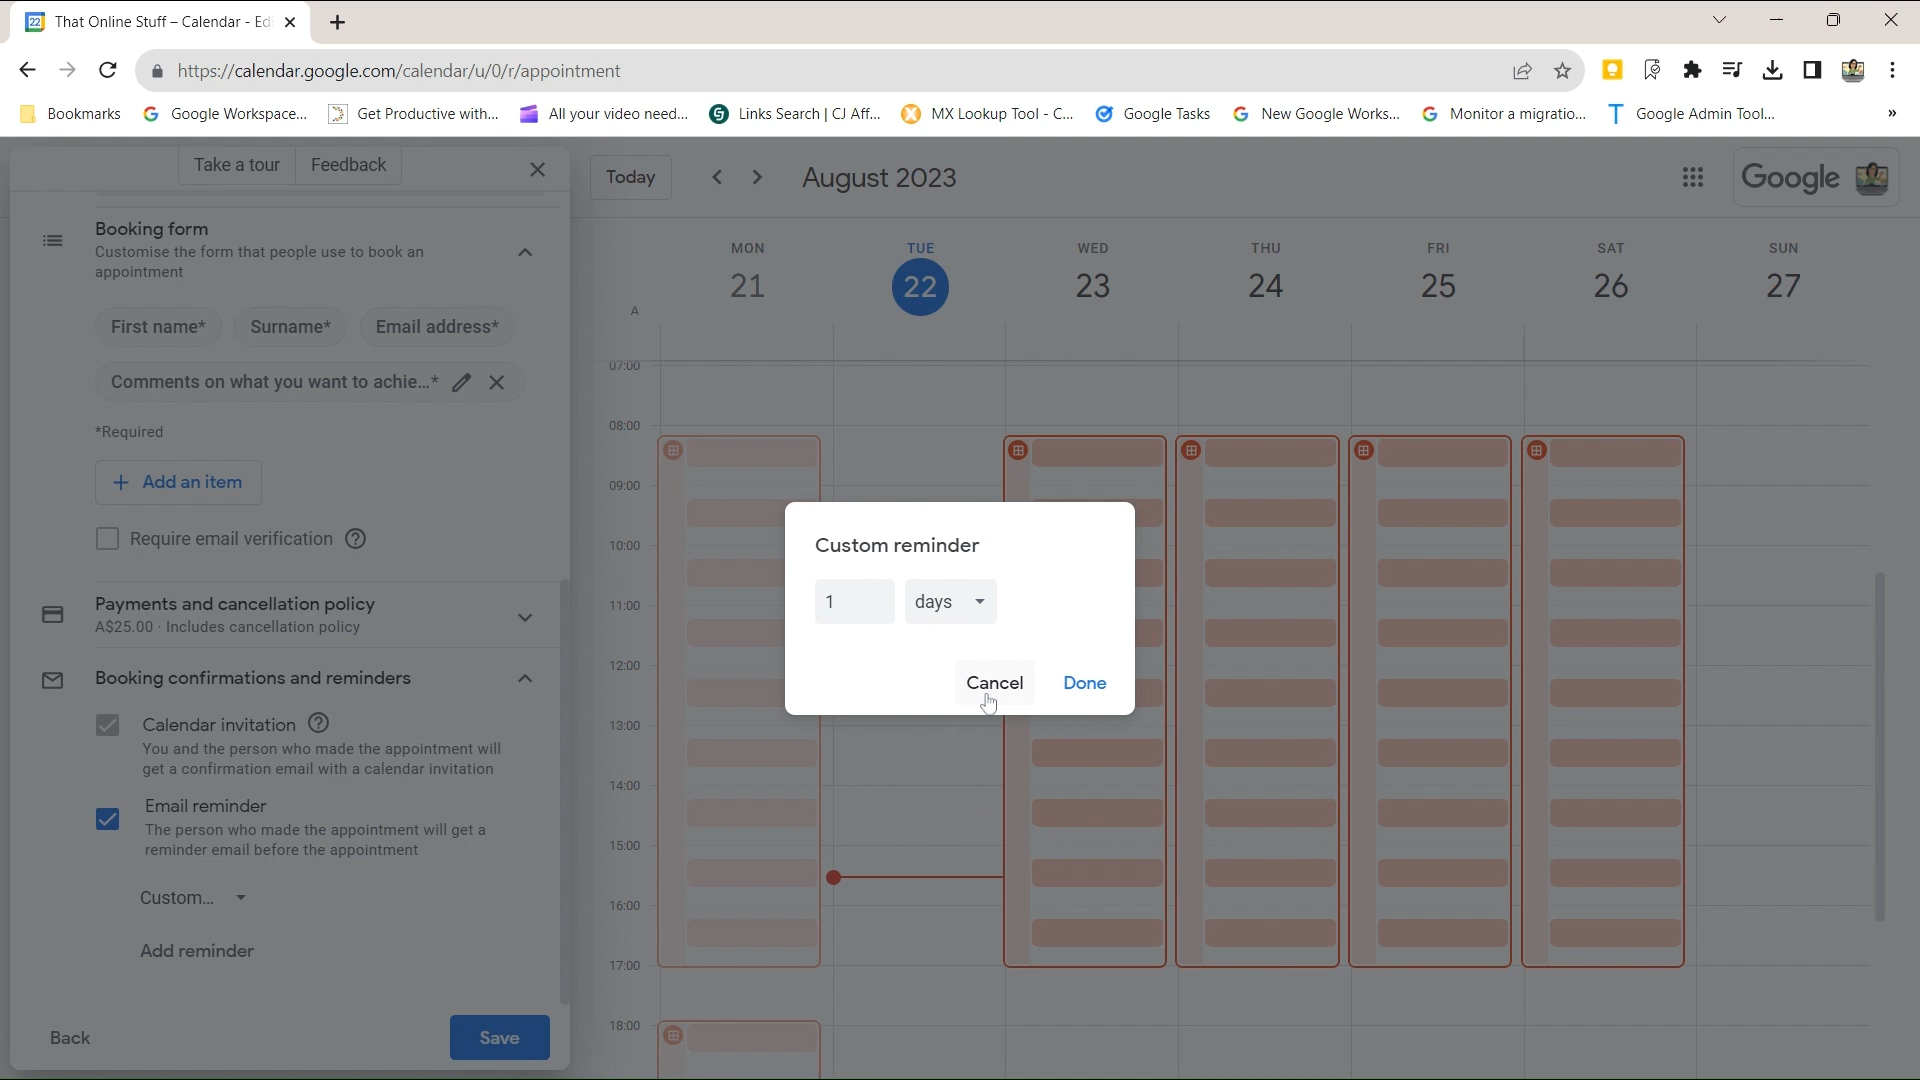 That Online Stuff – Calendar - Edi
https://calendar.google.com/calendar/u/0/r/appointment
Bookmarks
Google Workspace...
Get Productive with...
All your video need...
Links Search | CJ Aff...
MX Lookup Tool - C...
Google Tasks
New Google Works...
Monitor a migratio...
Google Admin Tool...
»
Take a tour
Feedback
Today
August 2023
Google
Booking form
Customise the form that people use to book an
appointment
First name*
Surname*
Email address*
Comments on what you want to achie...*
*Required
+ Add an item
Require email verification
Payments and cancellation policy
A$25.00 · Includes cancellation policy
Booking confirmations and reminders
Calendar invitation
You and the person who made the appointment will
get a confirmation email with a calendar invitation
Email reminder
The person who made the appointment will get a
reminder email before the appointment
Custom...
Add reminder
Back
Save
MON
21
TUE
22
WED
23
THU
24
FRI
25
SAT
26
SUN
27
A
07:00
08:00
09:00
10:00
11:00
12:00
13:00
14:00
15:00
16:00
17:00
18:00
Custom reminder
1
days
Cancel
Done